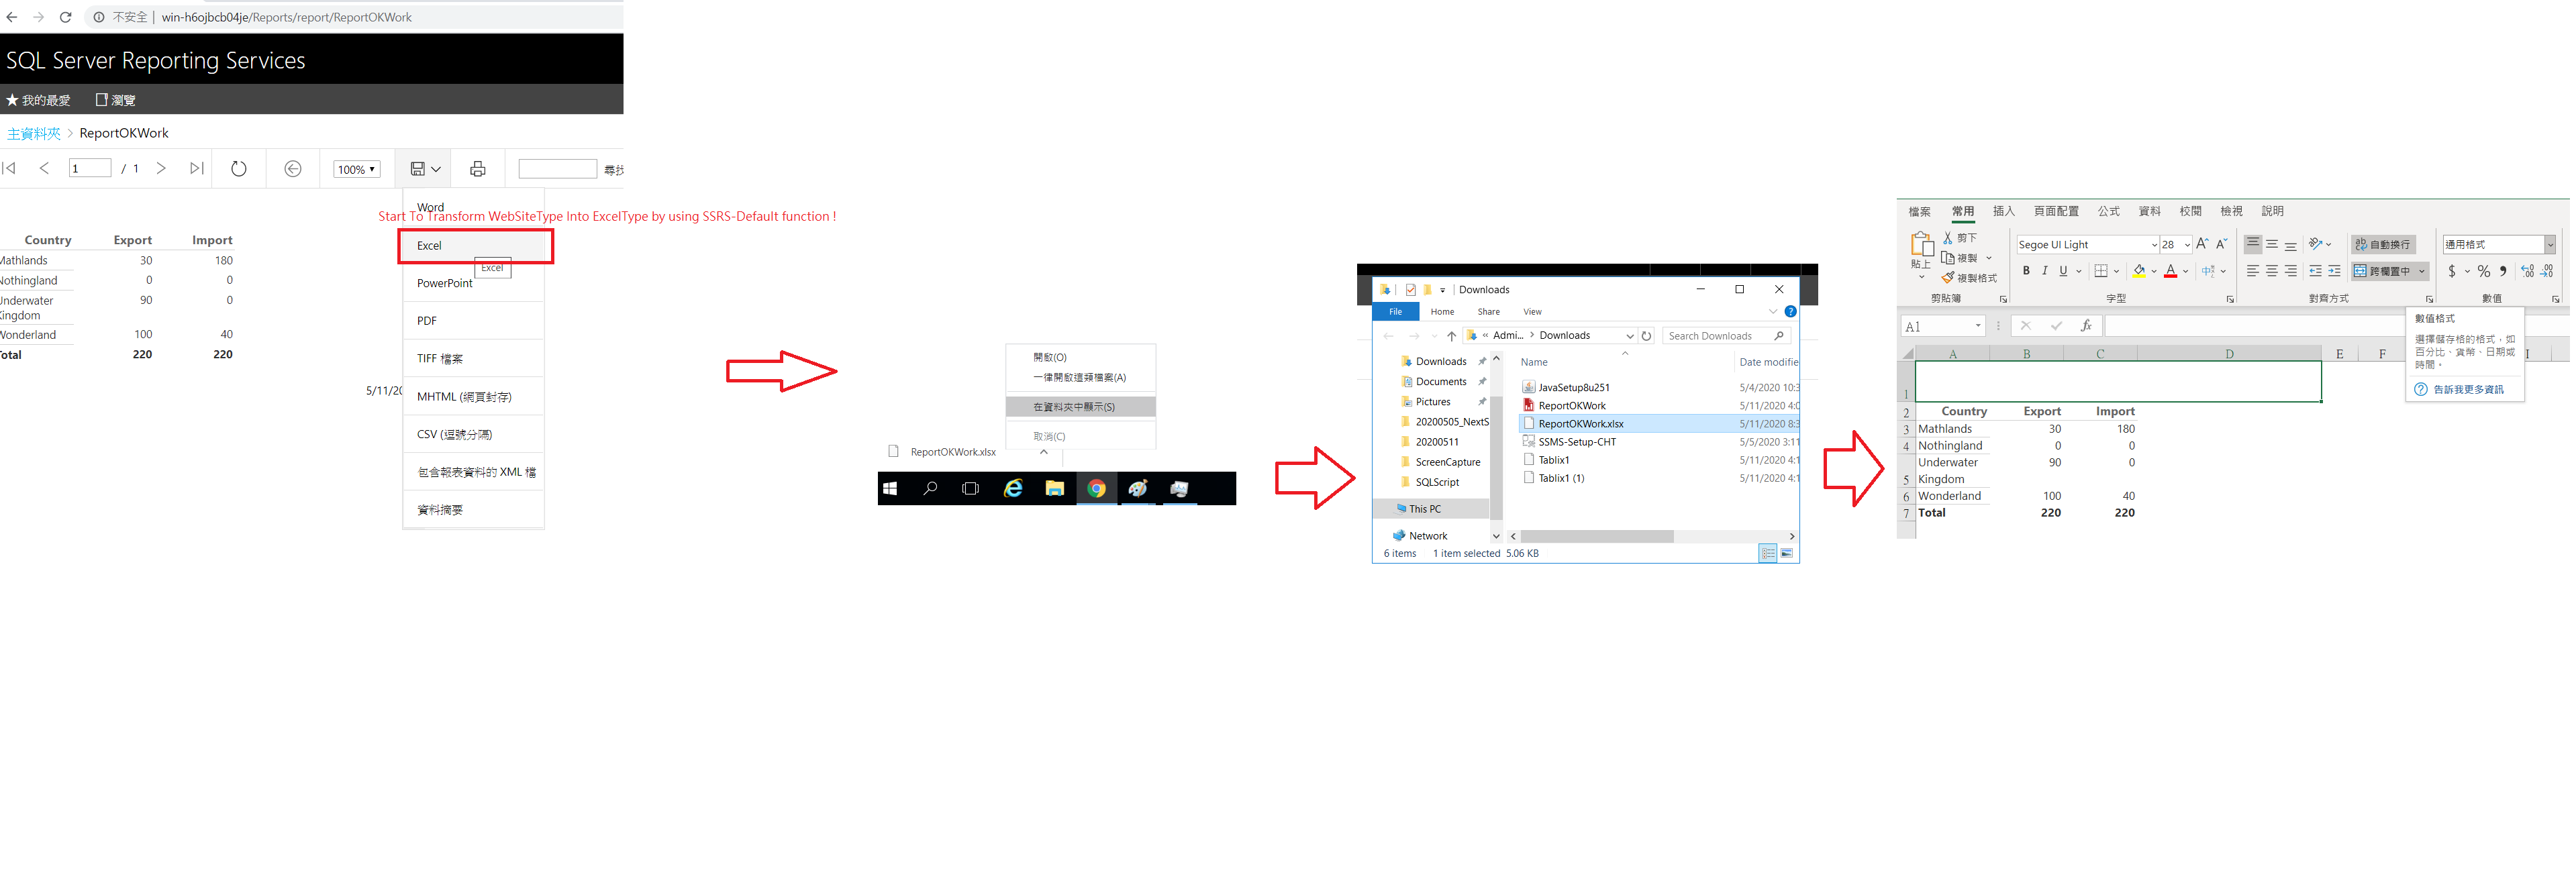 不安全 | win-h6ojbcb04je/Reports/report/ReportOKWork
SQL Server Reporting Services
我的最愛 瀏覽
主資料夾 > ReportOKWork
1 / 1 100% 尋找
Word
Start To Transform WebSiteType Into ExcelType by using SSRS-Default function !
Excel
Excel
PowerPoint
PDF
TIFF 檔案
MHTML (網頁封存)
CSV (逗號分隔)
包含報表資料的 XML 檔
資料摘要
Country Export Import
Mathlands 30 180
Nothingland 0 0
Underwater 90 0
Kingdom
Wonderland 100 40
Total 220 220
5/11/20
開啟(O)
一律開啟這類檔案(A)
在資料夾中顯示(S)
取消(C)
ReportOKWork.xlsx
Downloads
File Home Share View
« Admi... > Downloads Search Downloads
Downloads
Documents
Pictures
20200505_NextS
20200511
ScreenCapture
SQLScript
This PC
Network
Name Date modifie
JavaSetup8u251 5/4/2020 10:3
ReportOKWork 5/11/2020 4:0
ReportOKWork.xlsx 5/11/2020 8:3
SSMS-Setup-CHT 5/5/2020 3:11
Tablix1 5/11/2020 4:1
Tablix1 (1) 5/11/2020 4:1
6 items 1 item selected 5.06 KB
檔案 常用 插入 頁面配置 公式 資料 校閱 檢視 說明
貼上
剪下
複製
複製格式
剪貼簿
Segoe UI Light 28
B I U
字型
自動換行
跨欄置中
對齊方式
通用格式
$ % ,
數值
A1 fx
數值格式
選擇儲存格的格式，如
百分比、貨幣、日期或
時間。
告訴我更多資訊
A B C D E F I
1
2 Country Export Import
3 Mathlands 30 180
4 Nothingland 0 0
Underwater 90 0
5 Kingdom
6 Wonderland 100 40
7 Total 220 220